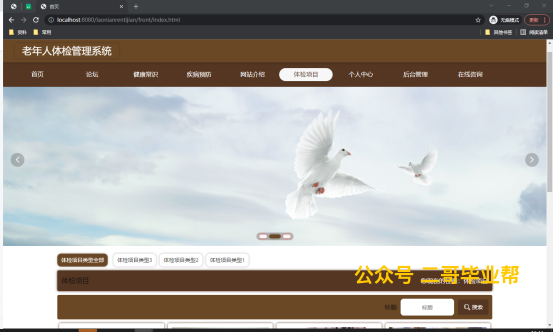 首页
localhost:8080/laonianrentijian/front/index.html
无痕模式
更新
资料 常用
其他书签 阅读清单
老年人体检管理系统
首页 论坛 健康常识 疾病预防 网站介绍 体检项目 个人中心 后台管理 在线咨询
体检项目类型全部 体检项目类型3 体检项目类型2 体检项目类型1
体检项目
体检项目
公众号 二哥毕业帮
标题 标题 搜索